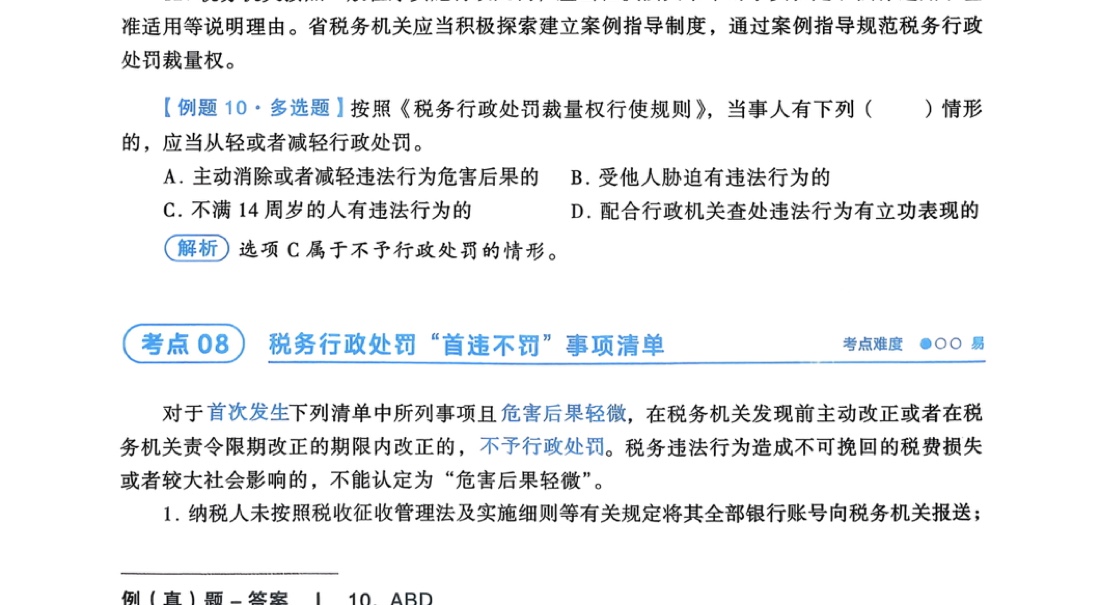 准适用等说明理由。省税务机关应当积极探索建立案例指导制度，通过案例指导规范税务行政
处罚裁量权。
【例题 10·多选题】按照《税务行政处罚裁量权行使规则》，当事人有下列（　　）情形
的，应当从轻或者减轻行政处罚。
A. 主动消除或者减轻违法行为危害后果的　B. 受他人胁迫有违法行为的
C. 不满 14 周岁的人有违法行为的　D. 配合行政机关查处违法行为有立功表现的
解析 选项 C 属于不予行政处罚的情形。
考点 08 税务行政处罚“首违不罚”事项清单 考点难度 ●○○ 易
对于首次发生下列清单中所列事项且危害后果轻微，在税务机关发现前主动改正或者在税
务机关责令限期改正的期限内改正的，不予行政处罚。税务违法行为造成不可挽回的税费损失
或者较大社会影响的，不能认定为“危害后果轻微”。
1. 纳税人未按照税收征收管理法及实施细则等有关规定将其全部银行账号向税务机关报送；
例（真）题－答案 | 10. ABD